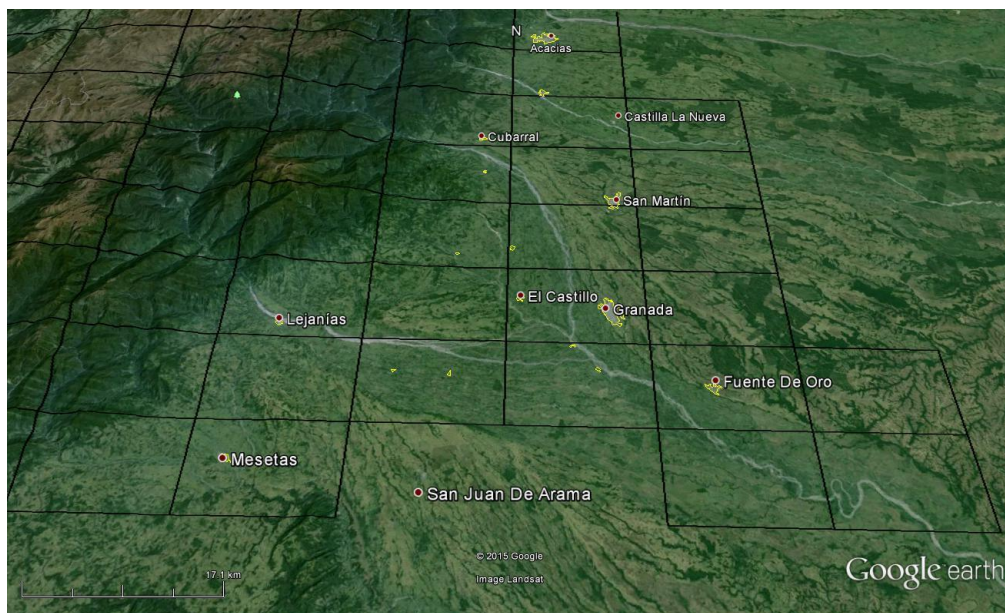 N
Acacias
Castilla La Nueva
Cubarral
San Martín
El Castillo
Granada
Lejanías
Fuente De Oro
Mesetas
San Juan De Arama
© 2015 Google
Image Landsat
17.1 km
Google earth